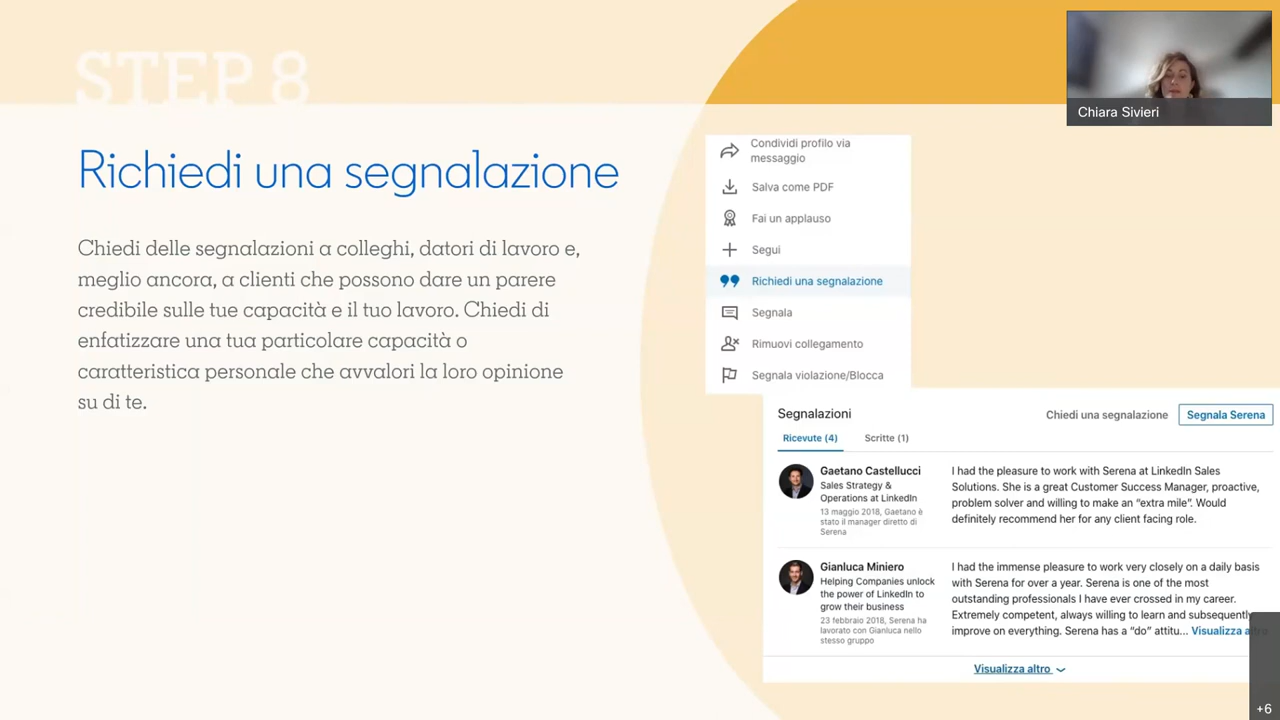 STEP 8
Richiedi una segnalazione
Chiedi delle segnalazioni a colleghi, datori di lavoro e,
meglio ancora, a clienti che possono dare un parere
credibile sulle tue capacità e il tuo lavoro. Chiedi di
enfatizzare una tua particolare capacità o
caratteristica personale che avvalori la loro opinione
su di te.
Chiara Sivieri
Condividi profilo via
messaggio
Salva come PDF
Fai un applauso
Segui
Richiedi una segnalazione
Segnala
Rimuovi collegamento
Segnala violazione/Blocca
Segnalazioni
Chiedi una segnalazione
Segnala Serena
Ricevute (4)
Scritte (1)
Gaetano Castellucci
Sales Strategy &
Operations at LinkedIn
13 maggio 2018, Gaetano è
stato il manager diretto di
Serena
I had the pleasure to work with Serena at LinkedIn Sales
Solutions. She is a great Customer Success Manager, proactive,
problem solver and willing to make an “extra mile”. Would
definitely recommend her for any client facing role.
Gianluca Miniero
Helping Companies unlock
the power of LinkedIn to
grow their business
23 febbraio 2018, Serena ha
lavorato con Gianluca nello
stesso gruppo
I had the immense pleasure to work very closely on a daily basis
with Serena for over a year. Serena is one of the most
outstanding professionals I have ever crossed in my career.
Extremely competent, always willing to learn and subsequently
improve on everything. Serena has a “do” attitu... Visualizza altro
Visualizza altro
+6